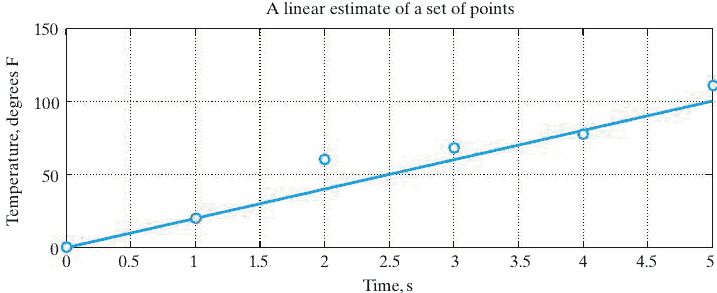 A linear estimate of a set of points
Temperature, degrees F
150
100
50
0
0 0.5 1 1.5 2 2.5 3 3.5 4 4.5 5
Time, s